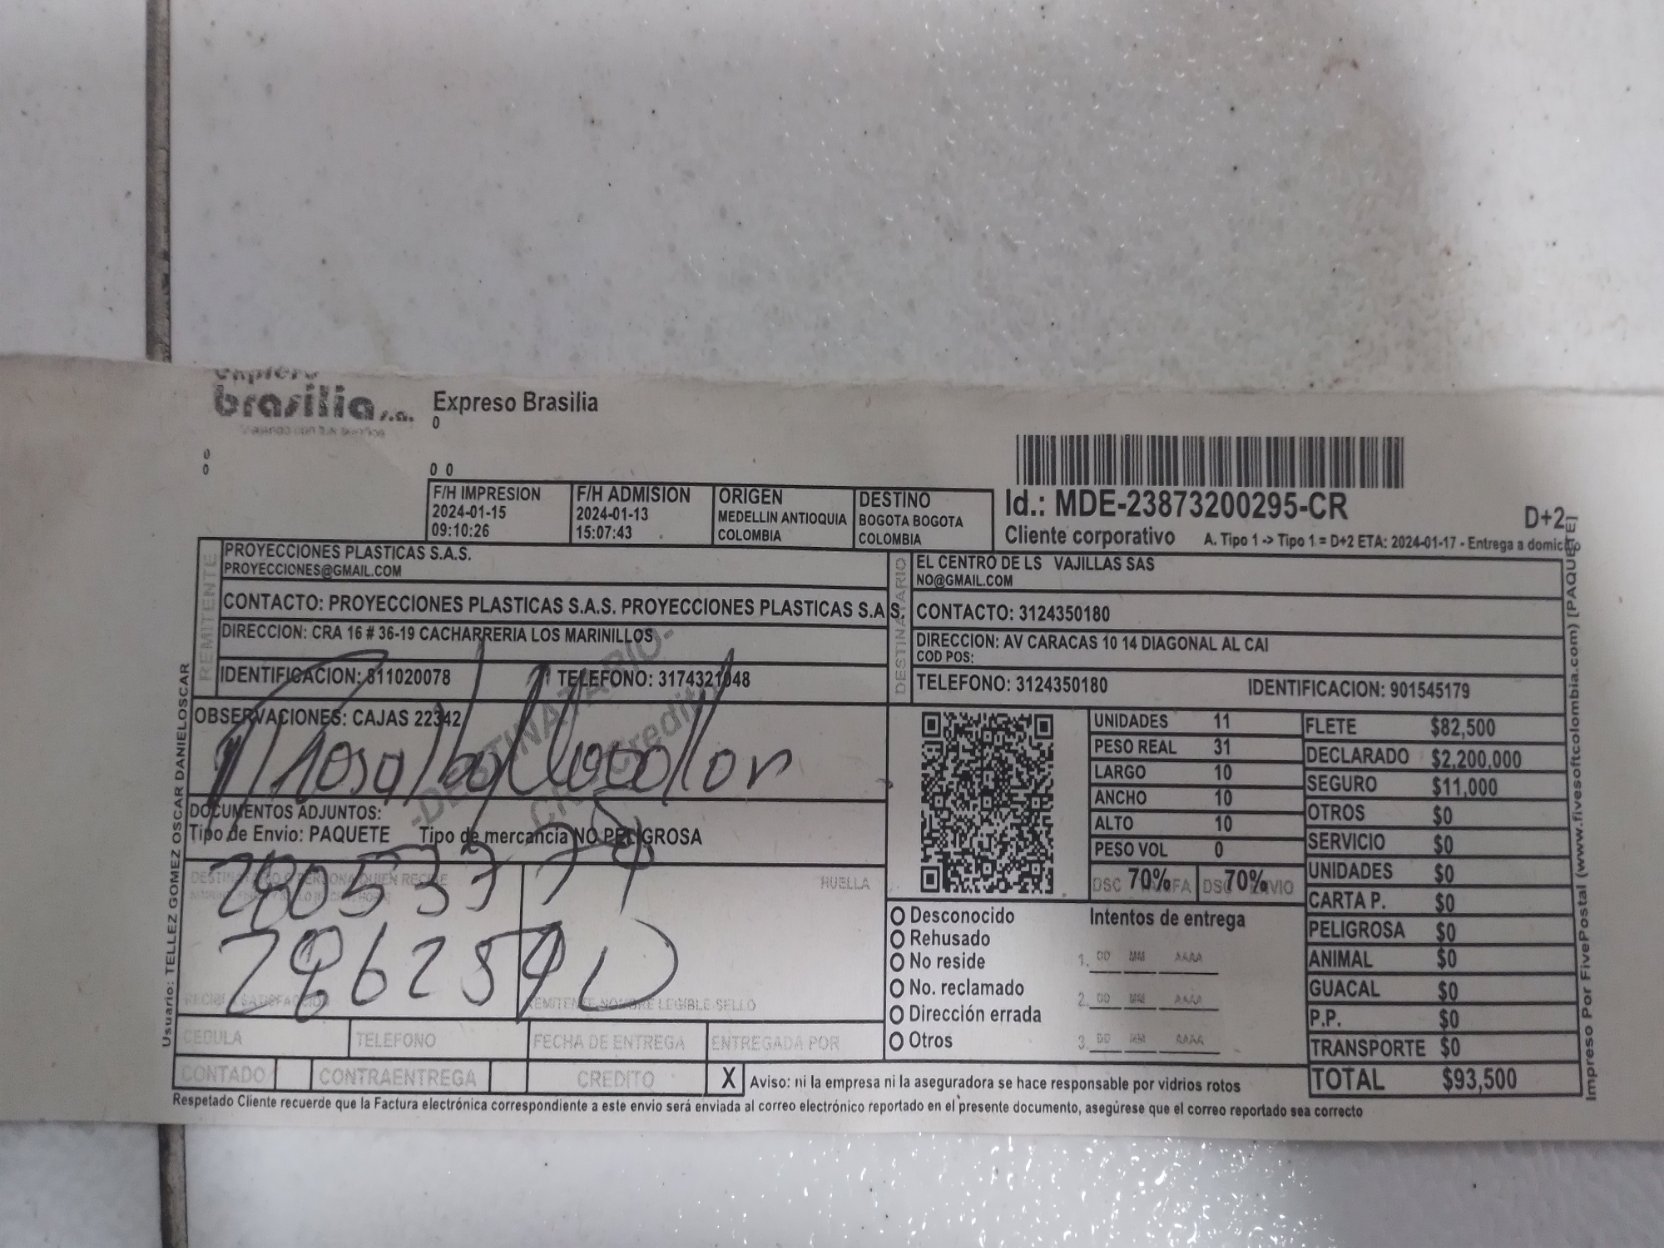 brasilia s.a.
Expreso Brasilia
0
0
0
0 0
F/H IMPRESION
2024-01-15
09:10:26
F/H ADMISION
2024-01-13
15:07:43
ORIGEN
MEDELLIN ANTIOQUIA
COLOMBIA
DESTINO
BOGOTA BOGOTA
COLOMBIA
Id.: MDE-23873200295-CR
D+2
Cliente corporativo
A. Tipo 1 -> Tipo 1 = D+2 ETA: 2024-01-17 - Entrega a domic
REMITENTE
PROYECCIONES PLASTICAS S.A.S.
PROYECCIONES@GMAIL.COM
CONTACTO: PROYECCIONES PLASTICAS S.A.S. PROYECCIONES PLASTICAS S.A.S.
DIRECCION: CRA 16 # 36-19 CACHARRERIA LOS MARINILLOS
IDENTIFICACION: 811020078
TELEFONO: 3174321048
DESTINATARIO
EL CENTRO DE LS VAJILLAS SAS
NO@GMAIL.COM
CONTACTO: 3124350180
DIRECCION: AV CARACAS 10 14 DIAGONAL AL CAI
COD POS:
TELEFONO: 3124350180
IDENTIFICACION: 901545179
OBSERVACIONES: CAJAS 22342
-DESTINATARIO-
DOCUMENTOS ADJUNTOS:
Tipo de Envio: PAQUETE
Tipo de mercancia NO PELIGROSA
HUELLA
CEDULA
TELEFONO
FECHA DE ENTREGA
ENTREGADA POR
CONTADO
CONTRAENTREGA
CREDITO
X
Aviso: ni la empresa ni la aseguradora se hace responsable por vidrios rotos
UNIDADES 11
PESO REAL 31
LARGO 10
ANCHO 10
ALTO 10
PESO VOL 0
DSC 70%
70%
FLETE $82,500
DECLARADO $2,200,000
SEGURO $11,000
OTROS $0
SERVICIO $0
UNIDADES $0
CARTA P. $0
PELIGROSA $0
ANIMAL $0
GUACAL $0
P.P. $0
TRANSPORTE $0
TOTAL $93,500
Desconocido
Rehusado
No reside
No. reclamado
Dirección errada
Otros
Intentos de entrega
1. DD MM AAAA
2. DD MM AAAA
3. DD MM AAAA
Respetado Cliente recuerde que la Factura electrónica correspondiente a este envio será enviada al correo electrónico reportado en el presente documento, asegúrese que el correo reportado sea correcto
Usuario: TELLEZ GOMEZ OSCAR DANIELOSCAR
Impreso Por FivePostal (www.fivesoftcolombia.com)